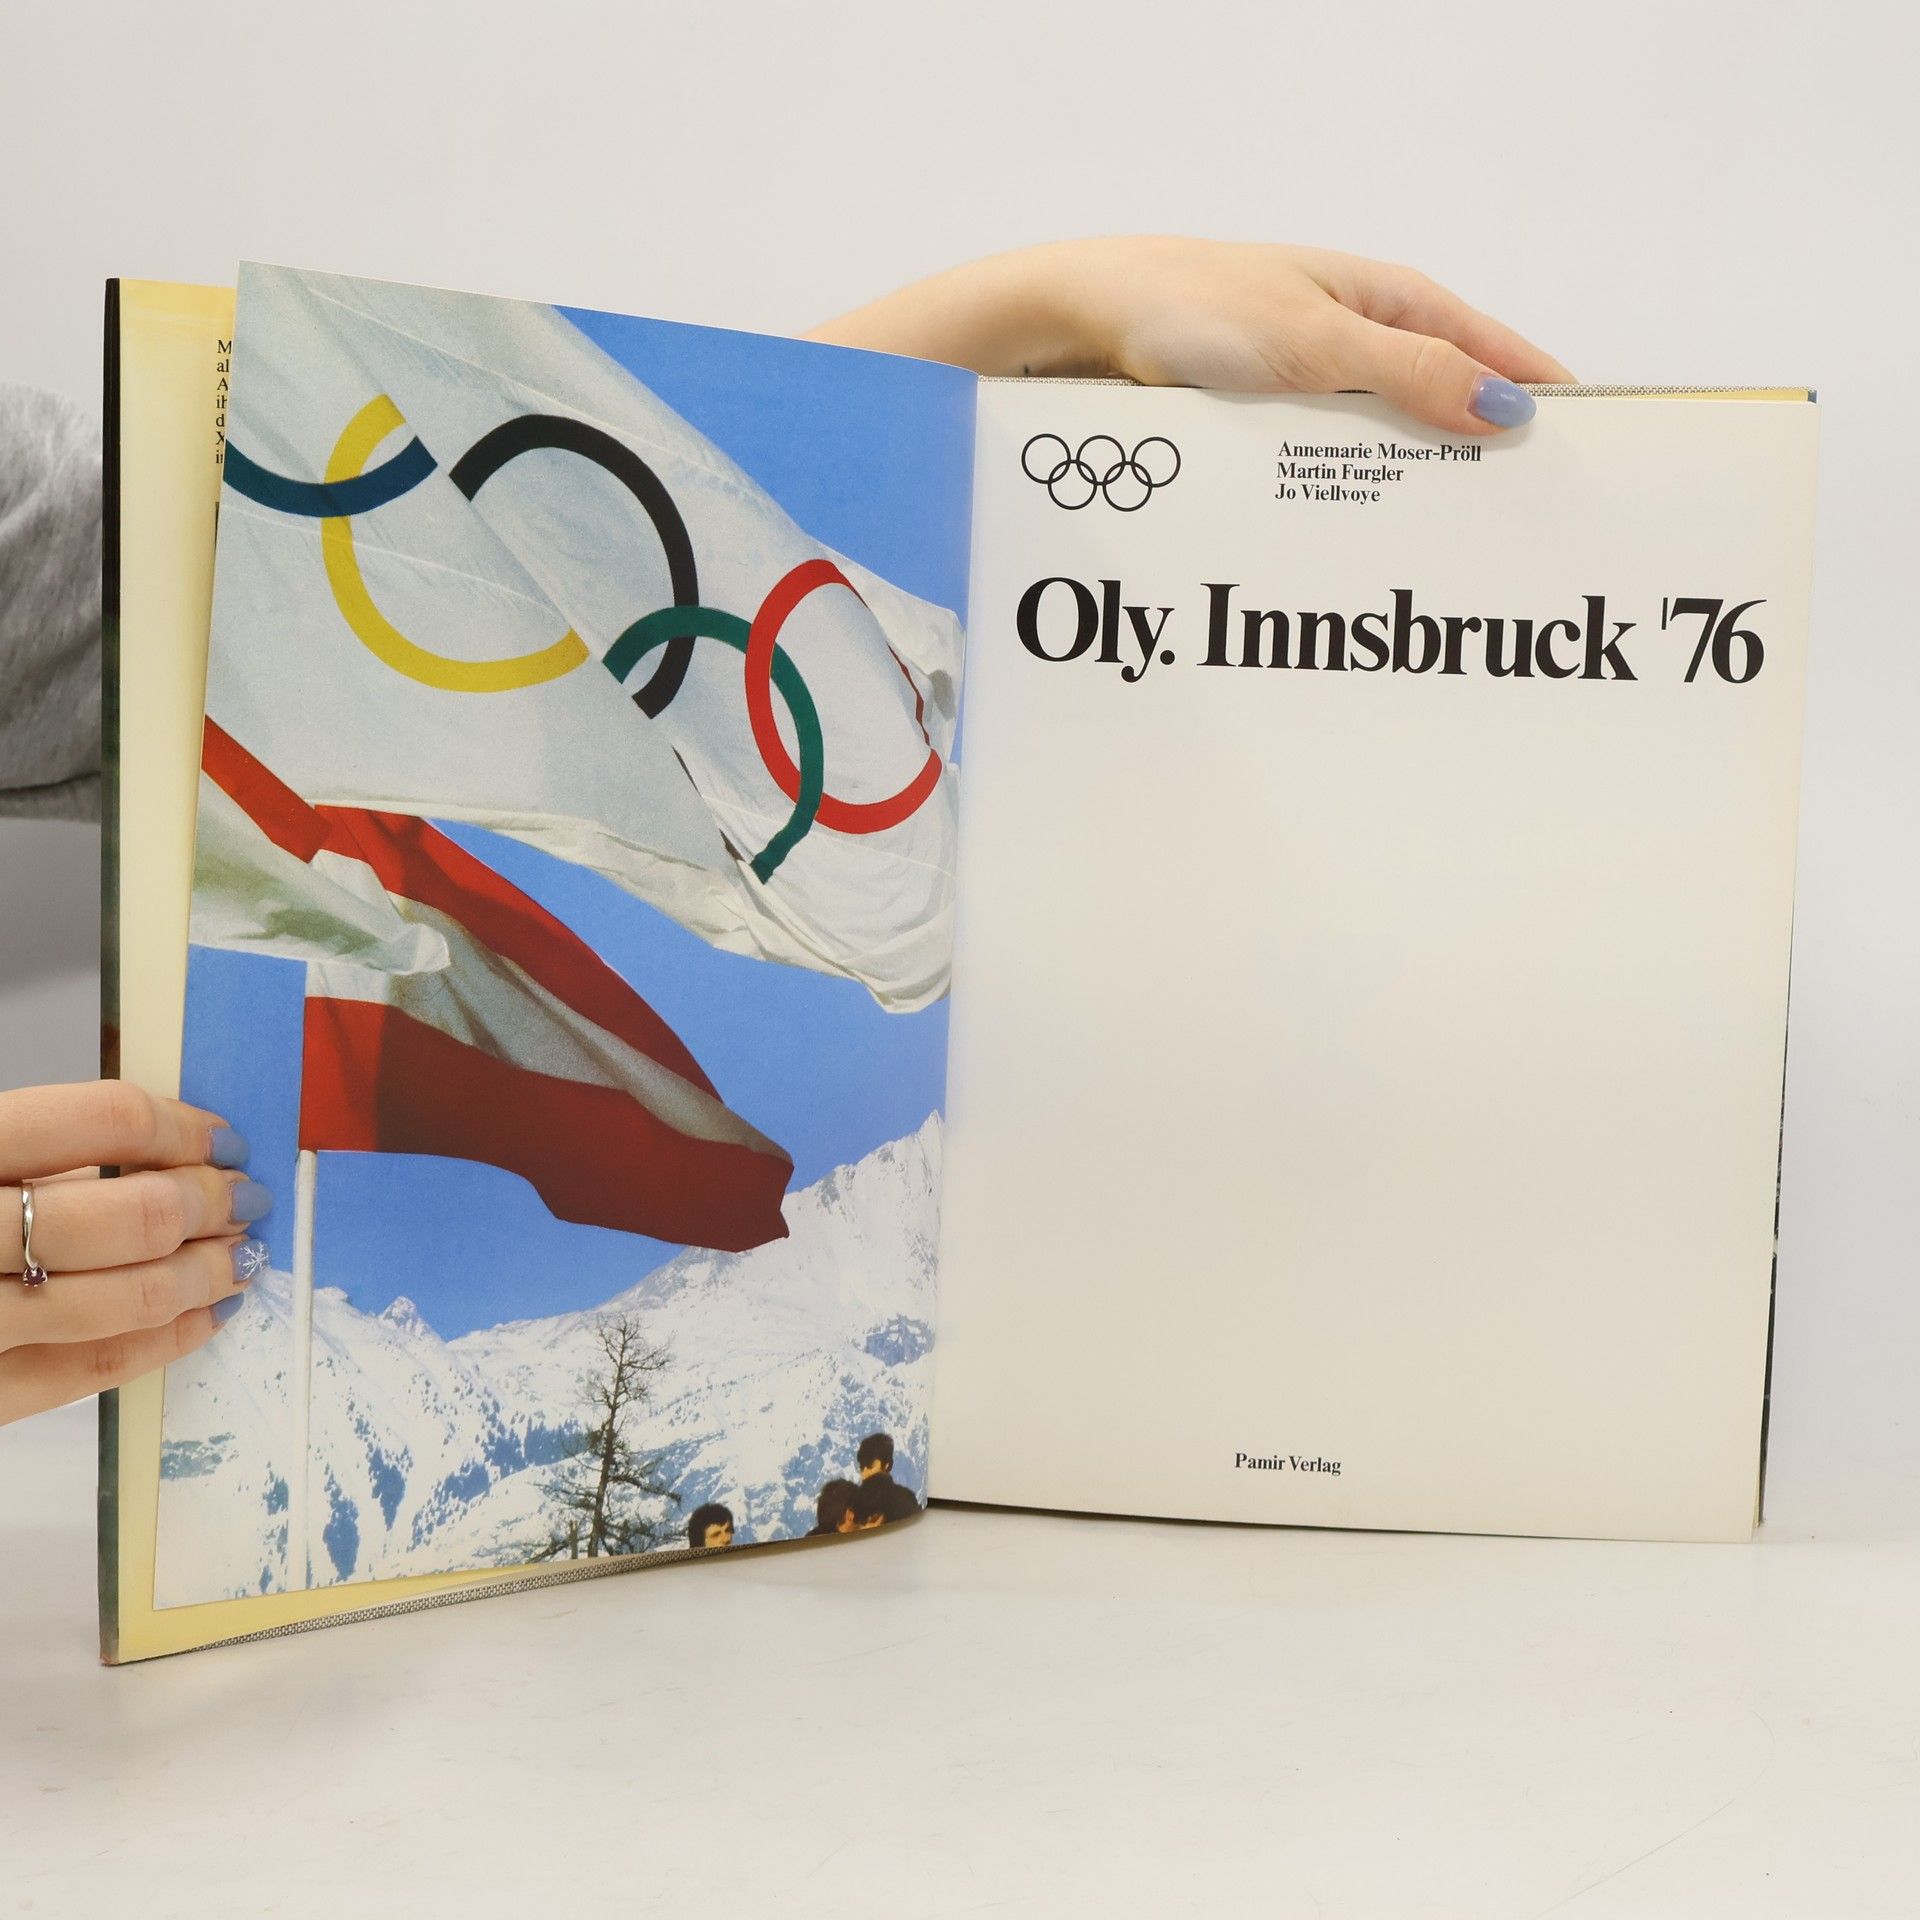 Annemarie Moser-Pröll
Martin Furgler
Jo Viellvoye
Oly. Innsbruck '76
Pamir Verlag